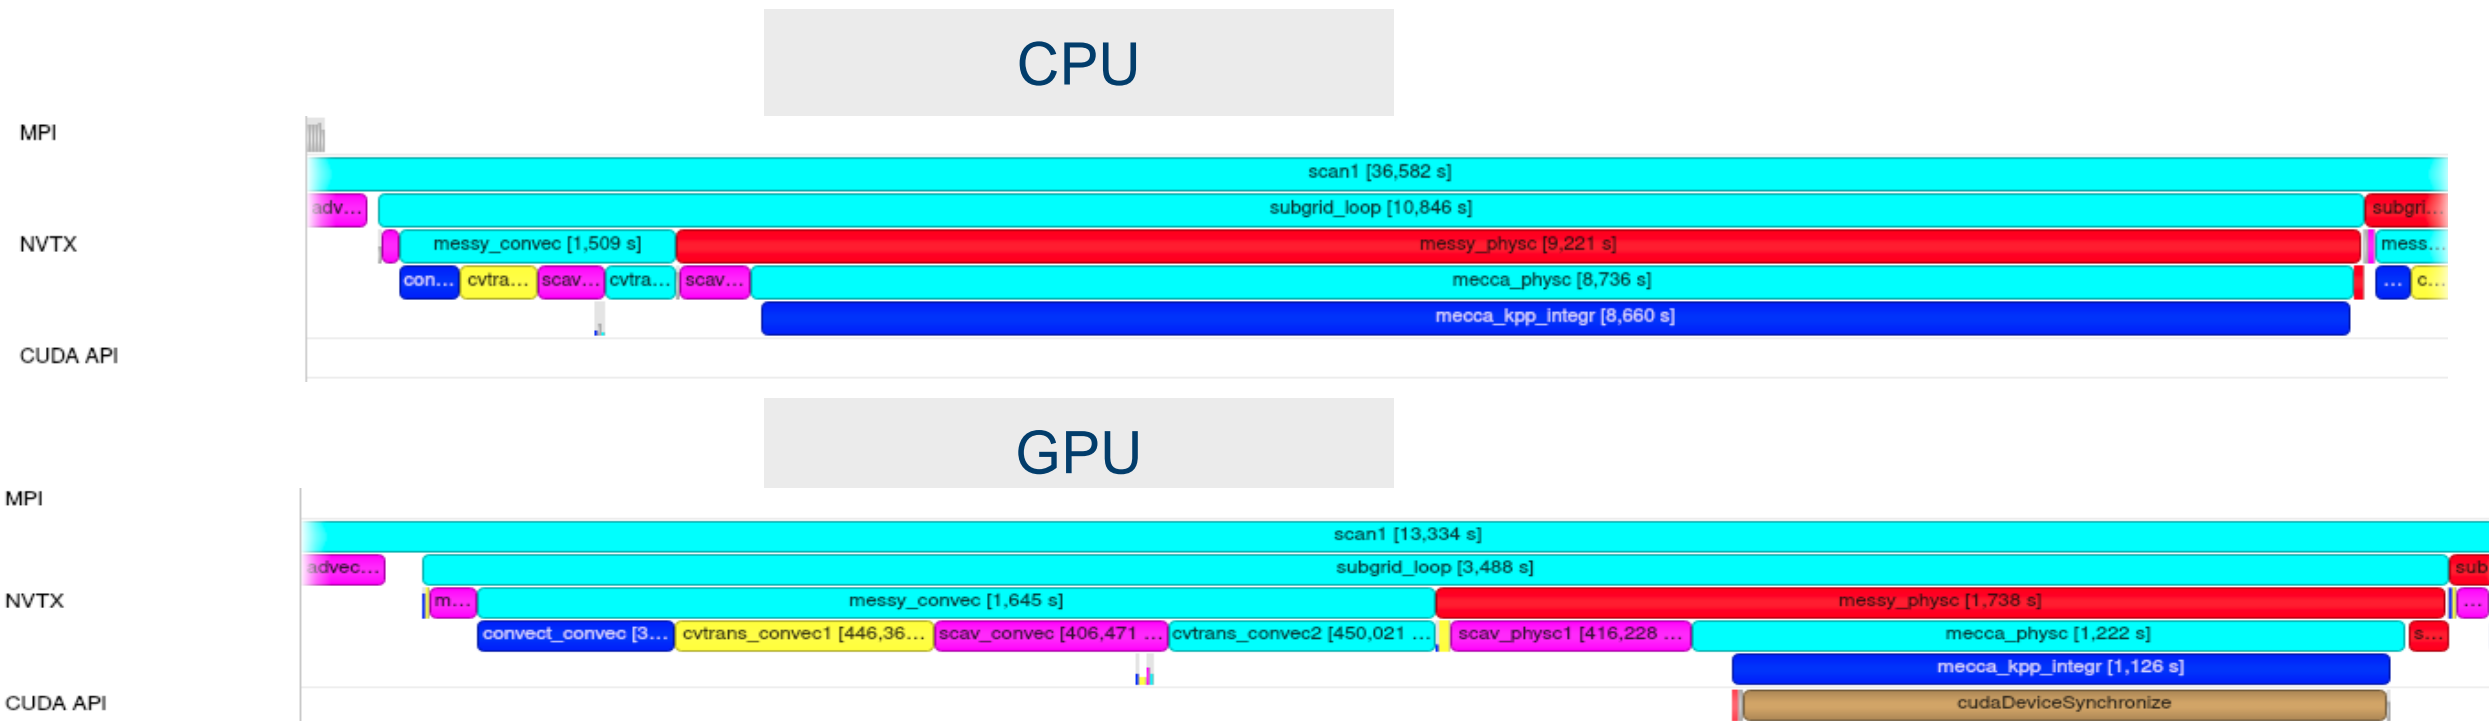 CPU
MPI
scan1 [36,582 s]
adv... subgrid_loop [10,846 s] subgri...
NVTX messy_convec [1,509 s] messy_physc [9,221 s] mess...
con... cvtra... scav... cvtra... scav... mecca_physc [8,736 s] ... c...
mecca_kpp_integr [8,660 s]
CUDA API
GPU
MPI
scan1 [13,334 s]
advec... subgrid_loop [3,488 s] sub
NVTX m... messy_convec [1,645 s] messy_physc [1,738 s] ...
convect_convec [3... cvtrans_convec1 [446,36... scav_convec [406,471 ... cvtrans_convec2 [450,021 ... scav_physc1 [416,228 ... mecca_physc [1,222 s] s...
mecca_kpp_integr [1,126 s]
CUDA API cudaDeviceSynchronize